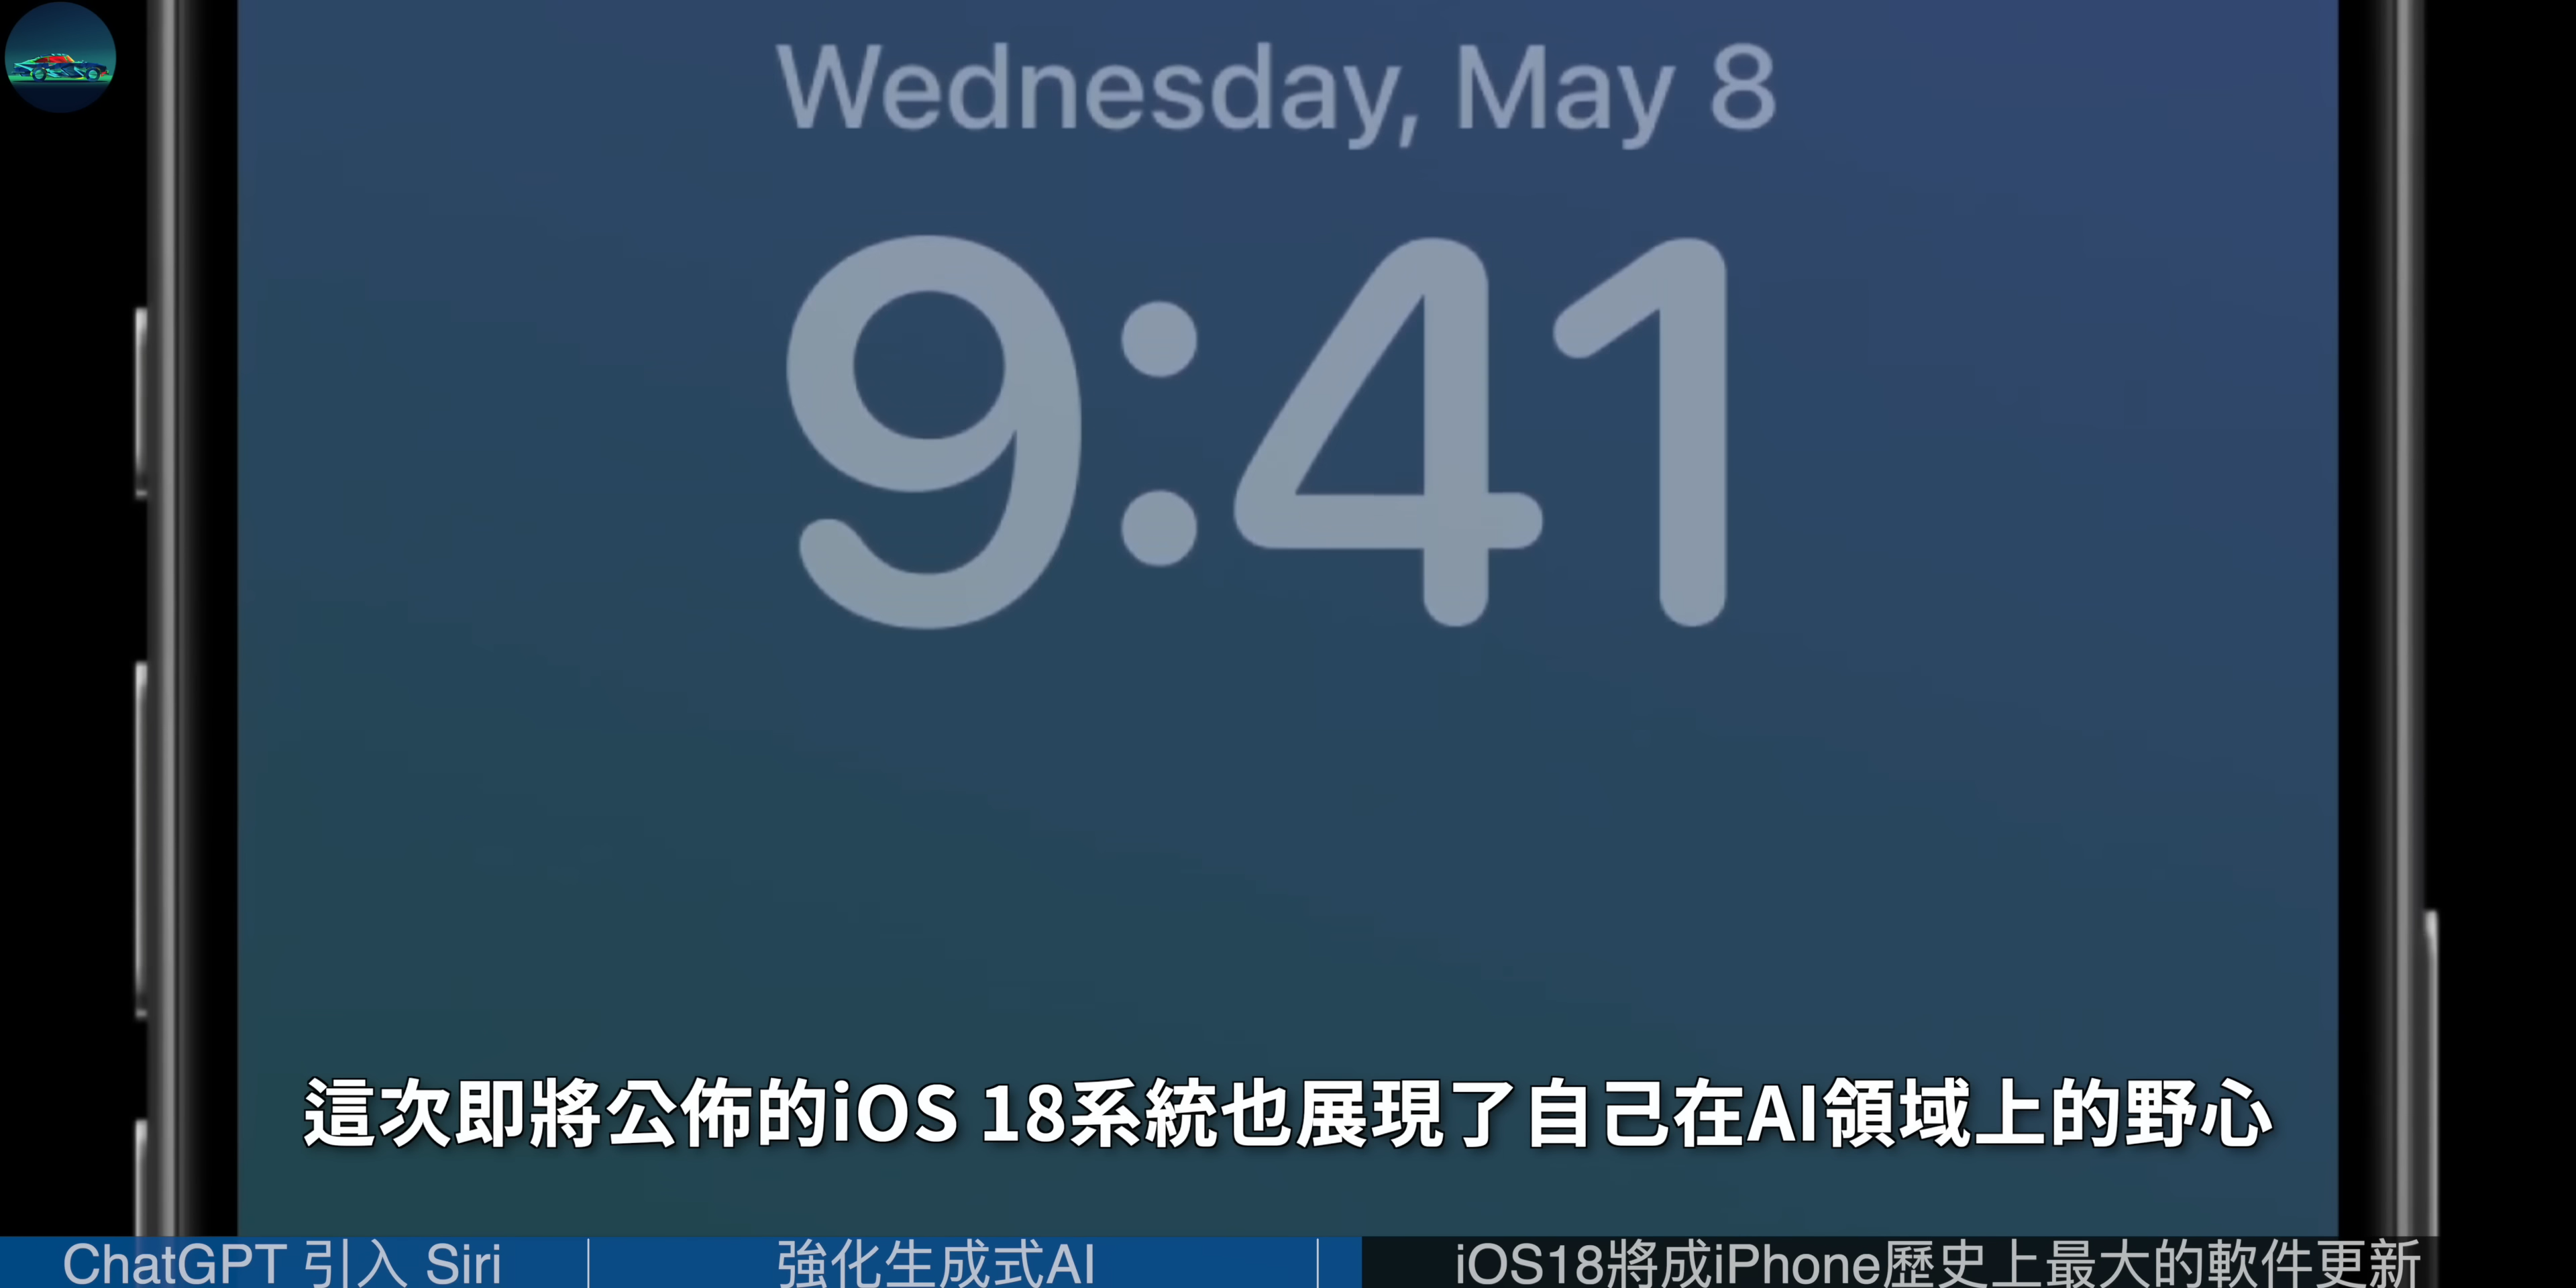 Wednesday, May 8
9:41
這次即將公佈的iOS 18系統也展現了自己在AI領域上的野心
ChatGPT 引入 Siri
強化生成式AI
iOS18將成iPhone歷史上最大的軟件更新